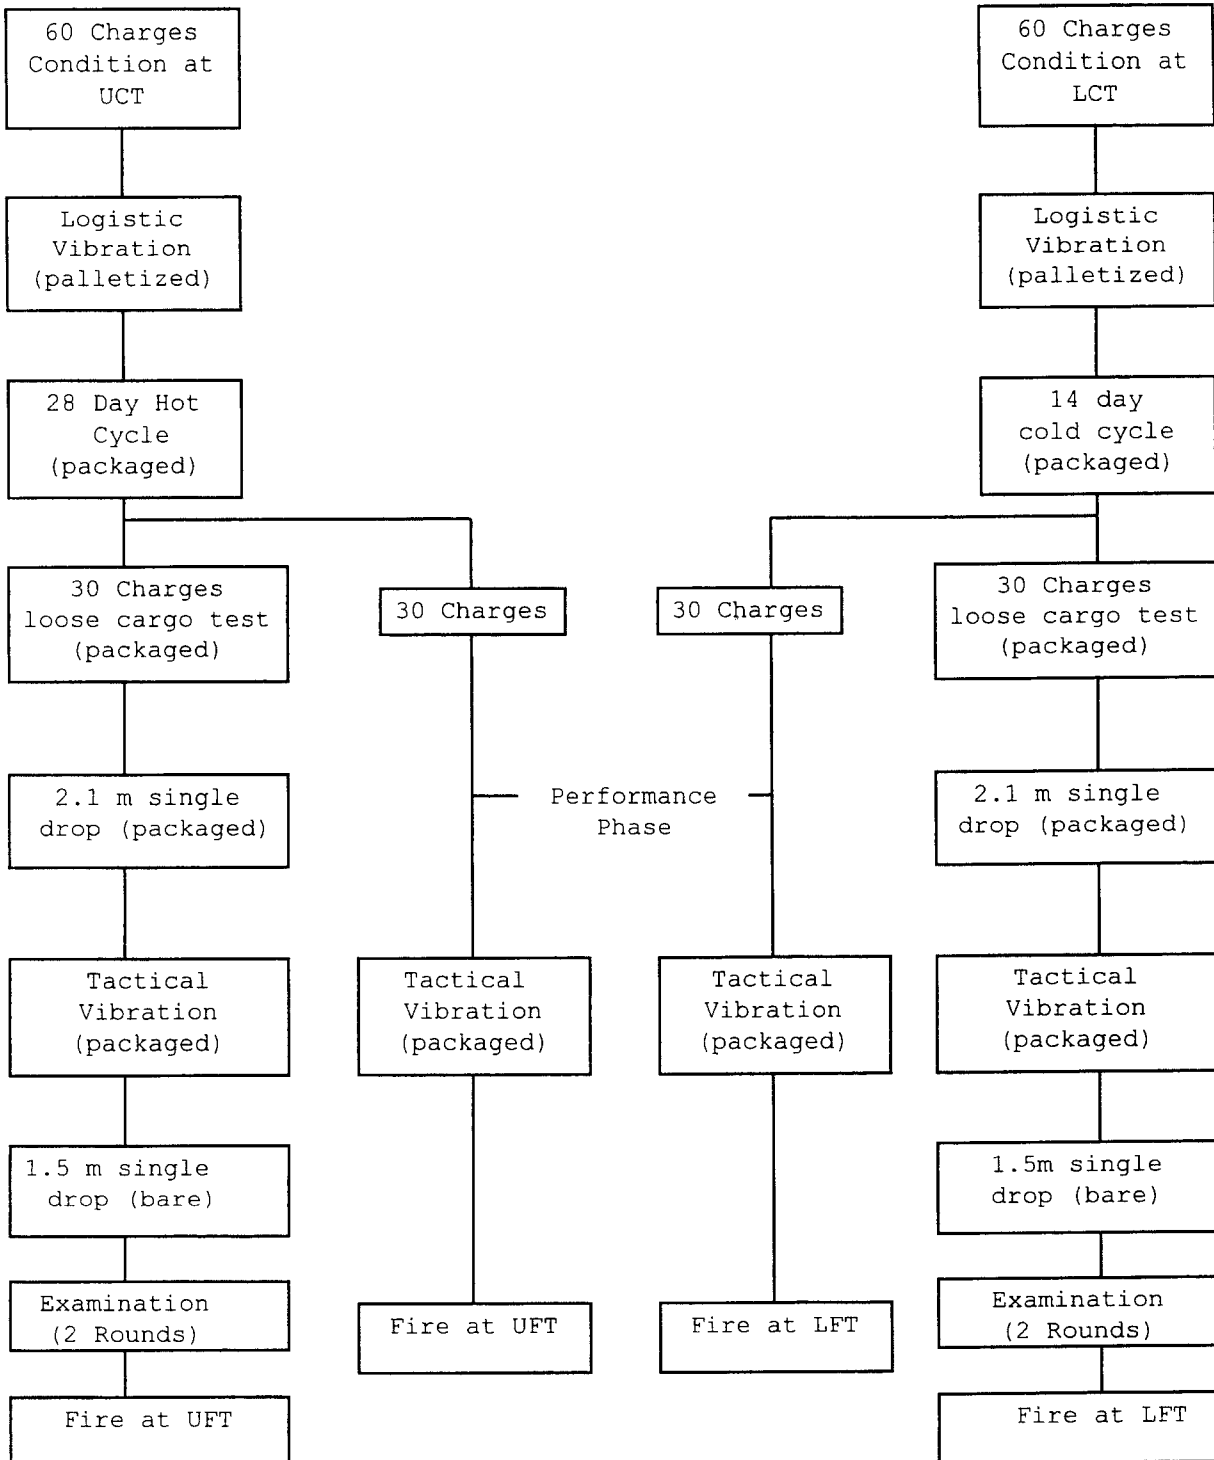 60 Charges
Condition at
UCT
60 Charges
Condition at
LCT
Logistic
Vibration
(palletized)
Logistic
Vibration
(palletized)
28 Day Hot
Cycle
(packaged)
14 day
cold cycle
(packaged)
30 Charges
loose cargo test
(packaged)
30 Charges
30 Charges
30 Charges
loose cargo test
(packaged)
2.1 m single
drop (packaged)
Performance
Phase
2.1 m single
drop (packaged)
Tactical
Vibration
(packaged)
Tactical
Vibration
(packaged)
Tactical
Vibration
(packaged)
Tactical
Vibration
(packaged)
1.5 m single
drop (bare)
1.5m single
drop (bare)
Examination
(2 Rounds)
Fire at UFT
Fire at LFT
Examination
(2 Rounds)
Fire at UFT
Fire at LFT